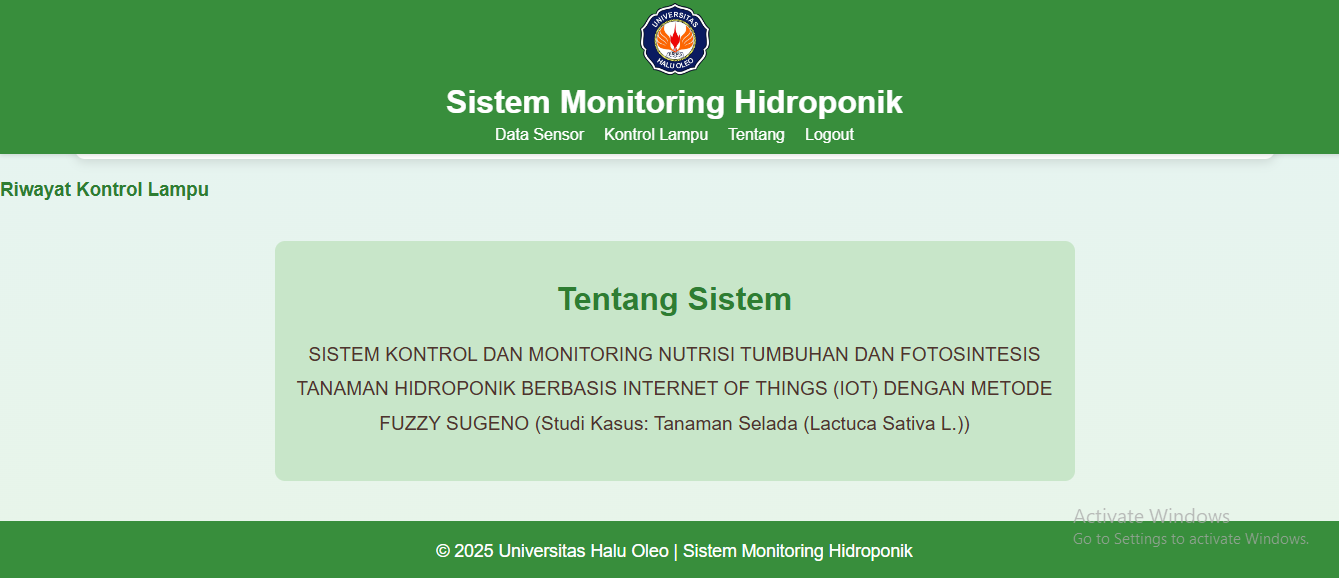 UNIVERSITAS
HALU OLEO
Sistem Monitoring Hidroponik
Data Sensor Kontrol Lampu Tentang Logout
Riwayat Kontrol Lampu
Tentang Sistem
SISTEM KONTROL DAN MONITORING NUTRISI TUMBUHAN DAN FOTOSINTESIS
TANAMAN HIDROPONIK BERBASIS INTERNET OF THINGS (IOT) DENGAN METODE
FUZZY SUGENO (Studi Kasus: Tanaman Selada (Lactuca Sativa L.))
Activate Windows
Go to Settings to activate Windows.
© 2025 Universitas Halu Oleo | Sistem Monitoring Hidroponik